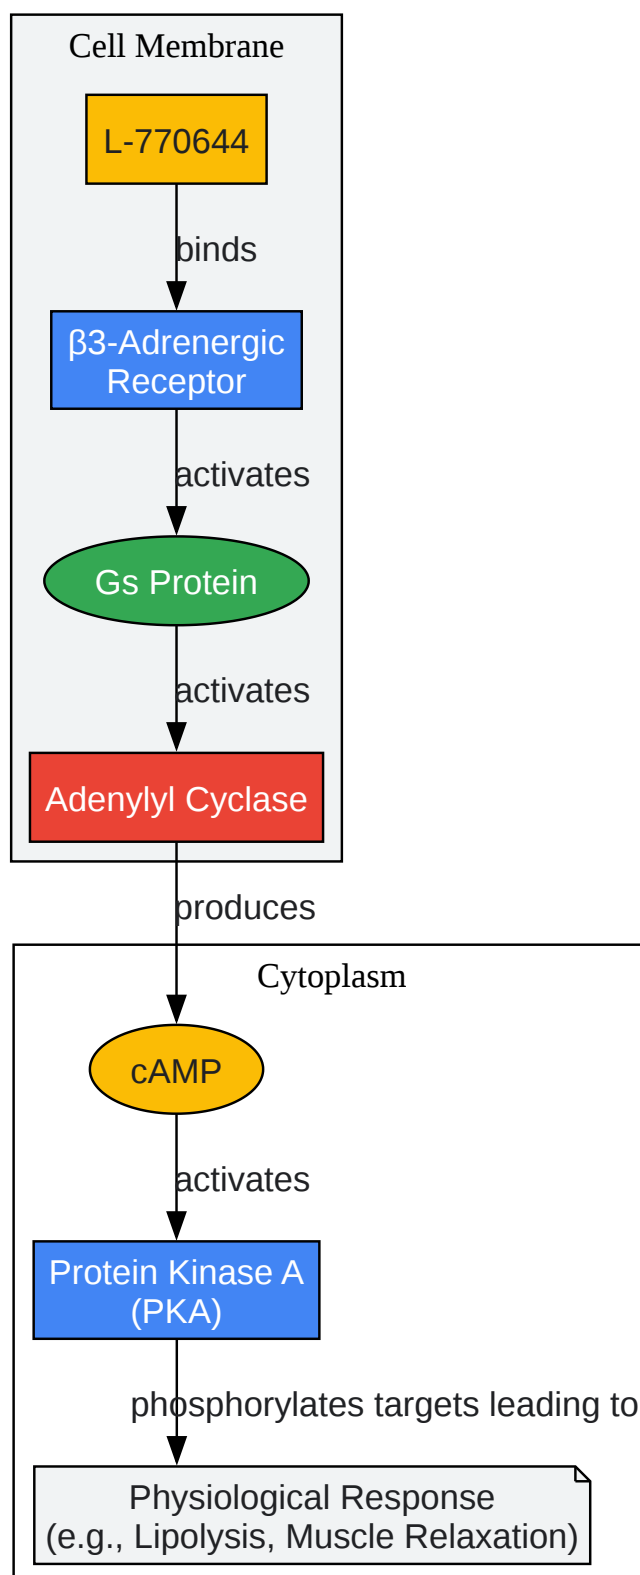 Cell Membrane
L-770644
binds
β3-Adrenergic
Receptor
activates
Gs Protein
activates
Adenylyl Cyclase
produces
Cytoplasm
cAMP
activates
Protein Kinase A
(PKA)
phosphorylates targets leading to
Physiological Response
(e.g., Lipolysis, Muscle Relaxation)